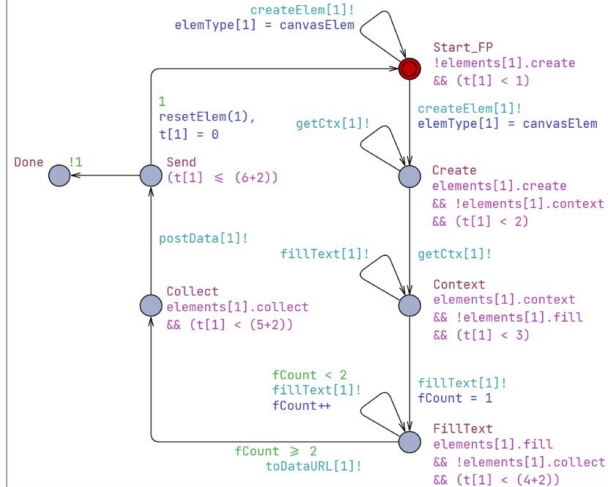 createElem[1]!
elemType[1] = canvasElem
Start_FP
!elements[1].create
&& (t[1] < 1)
createElem[1]!
elemType[1] = canvasElem
1
resetElem(1),
t[1] = 0
getCtx[1]!
Done
!1
Send
(t[1] ⩽ (6+2))
Create
elements[1].create
&& !elements[1].context
&& (t[1] < 2)
postData[1]!
fillText[1]!
getCtx[1]!
Collect
elements[1].collect
&& (t[1] < (5+2))
Context
elements[1].context
&& !elements[1].fill
&& (t[1] < 3)
fCount < 2
fillText[1]!
fCount++
fillText[1]!
fCount = 1
FillText
elements[1].fill
&& !elements[1].collect
&& (t[1] < (4+2))
fCount ⩾ 2
toDataURL[1]!